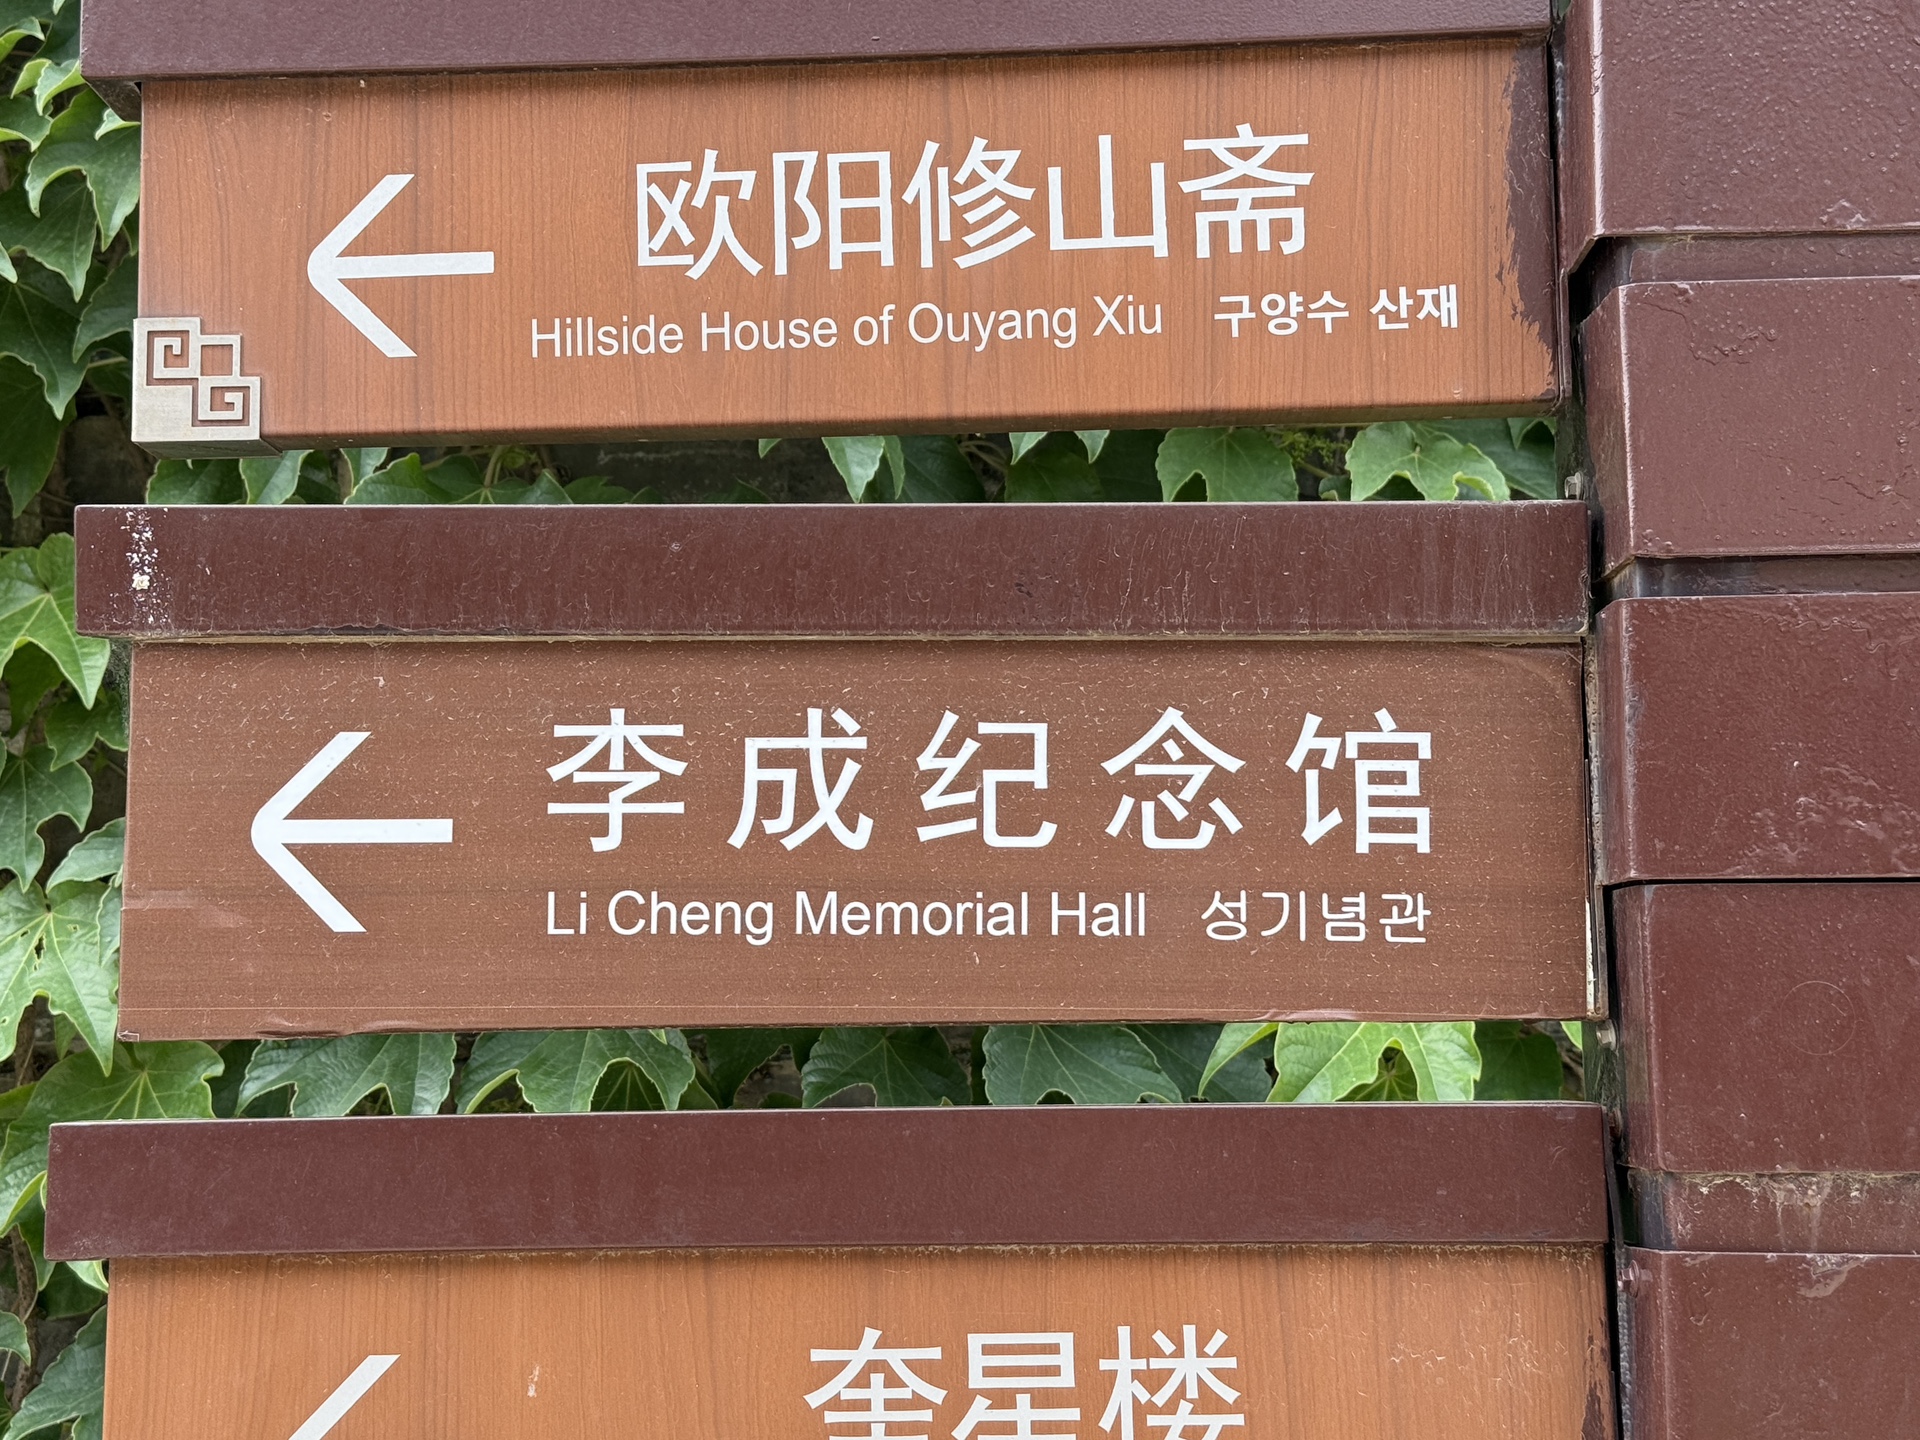 欧阳修山斋
Hillside House of Ouyang Xiu 구양수 산재
李成纪念馆
Li Cheng Memorial Hall 성기념관
奎星楼